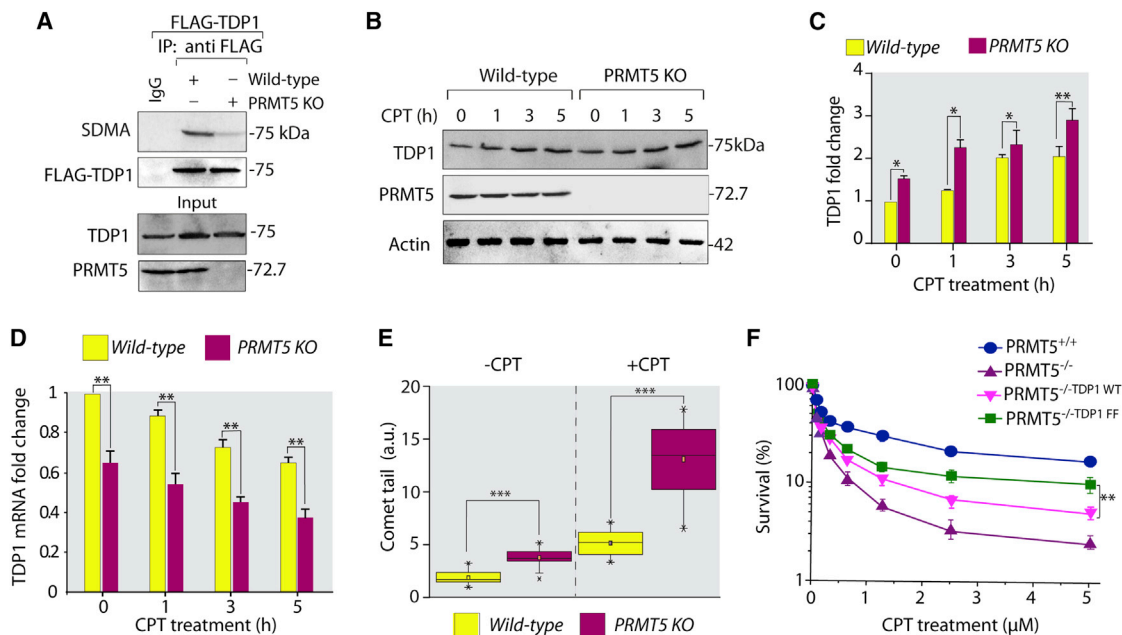 A
FLAG-TDP1
IP: anti FLAG
IgG
+ − Wild-type
− + PRMT5 KO
SDMA
-75 kDa
FLAG-TDP1
-75
Input
TDP1
-75
PRMT5
-72.7
B
Wild-type PRMT5 KO
CPT (h) 0 1 3 5 0 1 3 5
TDP1
-75kDa
PRMT5
-72.7
Actin
-42
C
Wild-type PRMT5 KO
TDP1 fold change
4
3
2
1
0
* * * **
0 1 3 5
CPT treatment (h)
D
Wild-type PRMT5 KO
TDP1 mRNA fold change
1
0.8
0.6
0.4
0.2
0
** ** ** **
0 1 3 5
CPT treatment (h)
E
-CPT +CPT
Comet tail (a.u.)
20
15.0
10.0
5.0
0.0
*** ***
Wild-type PRMT5 KO
F
PRMT5+/+
PRMT5-/-
PRMT5-/-TDP1 WT
PRMT5-/-TDP1 FF
Survival (%)
100
10
1
**
0 1 2 3 4 5
CPT treatment (µM)